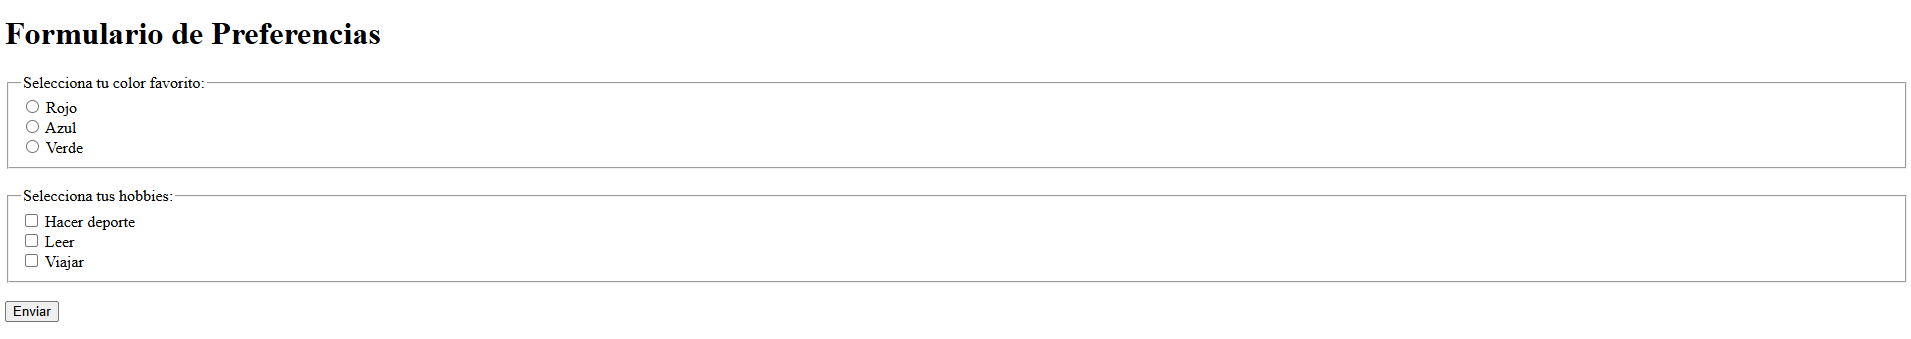 Formulario de Preferencias
Selecciona tu color favorito:
Rojo
Azul
Verde
Selecciona tus hobbies:
Hacer deporte
Leer
Viajar
Enviar